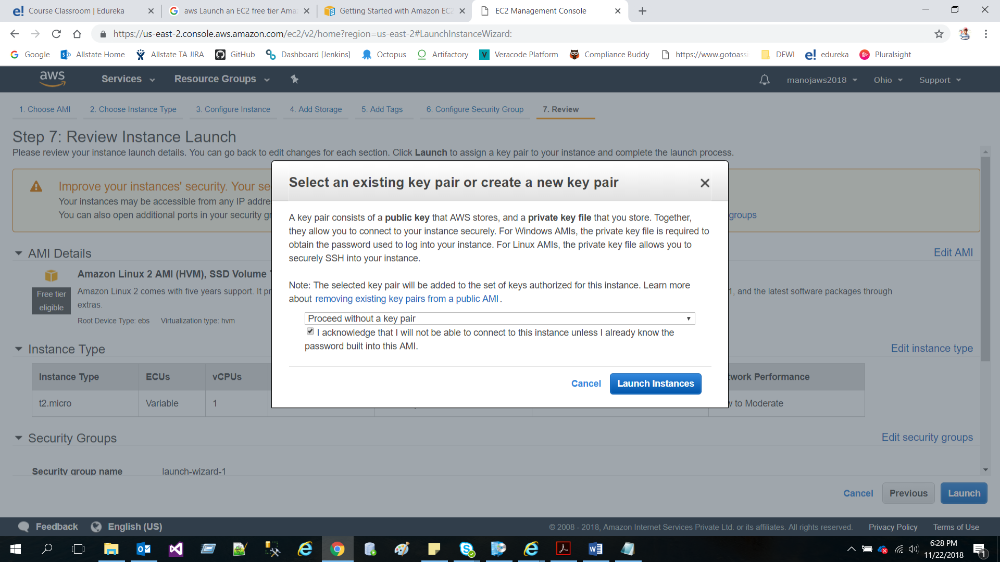 Course Classroom | Edureka
aws Launch an EC2 free tier Ama
Getting Started with Amazon EC2
EC2 Management Console
https://us-east-2.console.aws.amazon.com/ec2/v2/home?region=us-east-2#LaunchInstanceWizard:
Google
Allstate Home
Allstate TA JIRA
GitHub
Dashboard [Jenkins]
Octopus
Artifactory
Veracode Platform
Compliance Buddy
https://www.gotoassi
DEWI
edureka
Pluralsight
aws
Services
Resource Groups
manojaws2018
Ohio
Support
1. Choose AMI
2. Choose Instance Type
3. Configure Instance
4. Add Storage
5. Add Tags
6. Configure Security Group
7. Review
Step 7: Review Instance Launch
Please review your instance launch details. You can go back to edit changes for each section. Click Launch to assign a key pair to your instance and complete the launch process.
Improve your instances' security. Your se
Your instances may be accessible from any IP addre
You can also open additional ports in your security gr
groups
Select an existing key pair or create a new key pair
A key pair consists of a public key that AWS stores, and a private key file that you store. Together,
they allow you to connect to your instance securely. For Windows AMIs, the private key file is required to
obtain the password used to log into your instance. For Linux AMIs, the private key file allows you to
securely SSH into your instance.
Note: The selected key pair will be added to the set of keys authorized for this instance. Learn more
about removing existing key pairs from a public AMI.
Proceed without a key pair
I acknowledge that I will not be able to connect to this instance unless I already know the
password built into this AMI.
Cancel
Launch Instances
AMI Details
Edit AMI
Amazon Linux 2 AMI (HVM), SSD Volume
Free tier
eligible
Amazon Linux 2 comes with five years support. It pr
1, and the latest software packages through
extras.
Root Device Type: ebs
Virtualization type: hvm
Instance Type
Edit instance type
Instance Type
ECUs
vCPUs
twork Performance
t2.micro
Variable
1
to Moderate
Security Groups
Edit security groups
Security group name
launch-wizard-1
Cancel
Previous
Launch
Feedback
English (US)
© 2008 - 2018, Amazon Internet Services Private Ltd. or its affiliates. All rights reserved.
Privacy Policy
Terms of Use
6:28 PM
11/22/2018
1